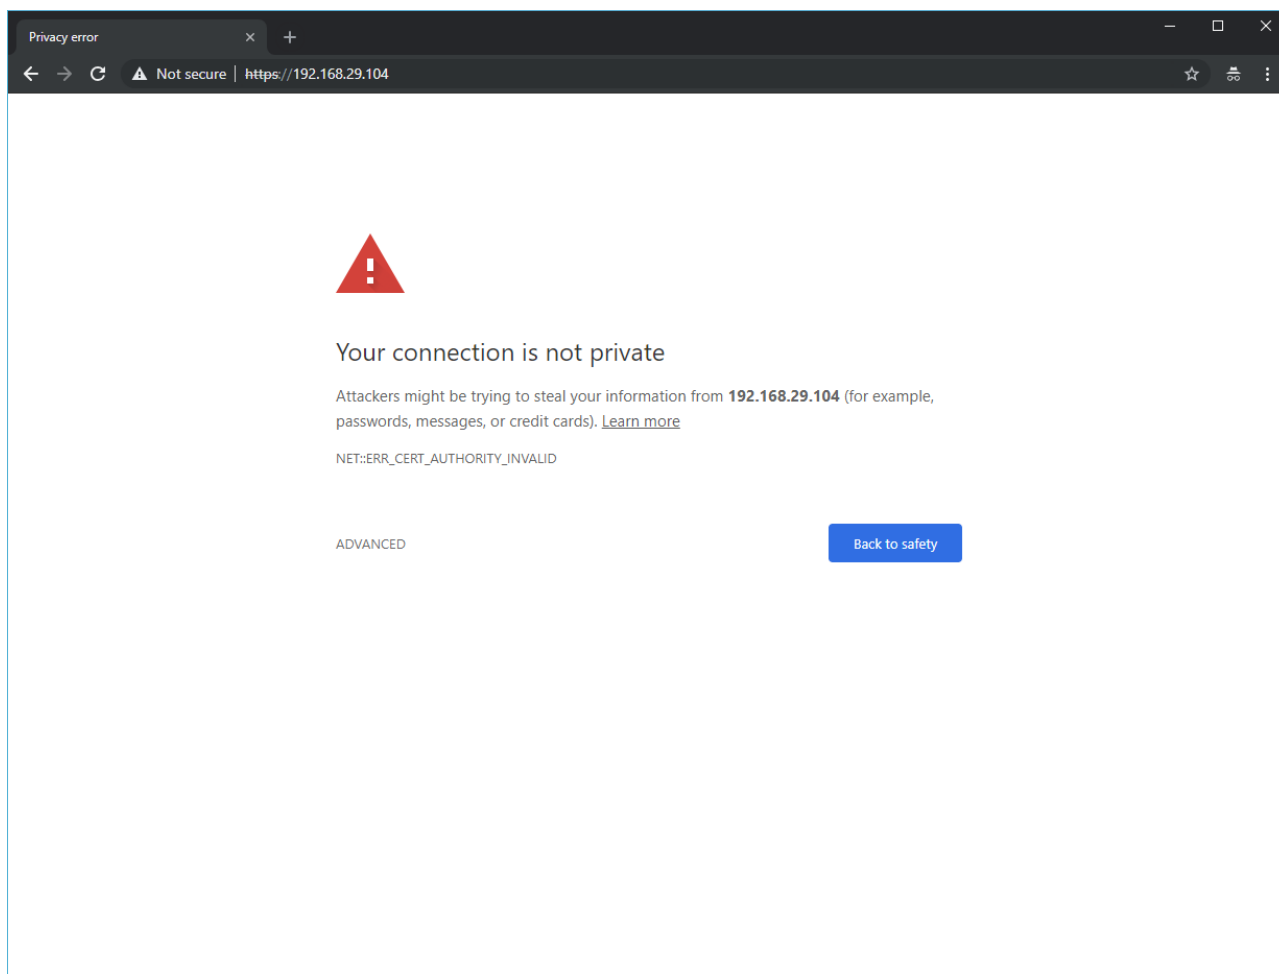 Privacy error
Not secure | https://192.168.29.104
Your connection is not private
Attackers might be trying to steal your information from 192.168.29.104 (for example,
passwords, messages, or credit cards). Learn more
NET::ERR_CERT_AUTHORITY_INVALID
ADVANCED
Back to safety